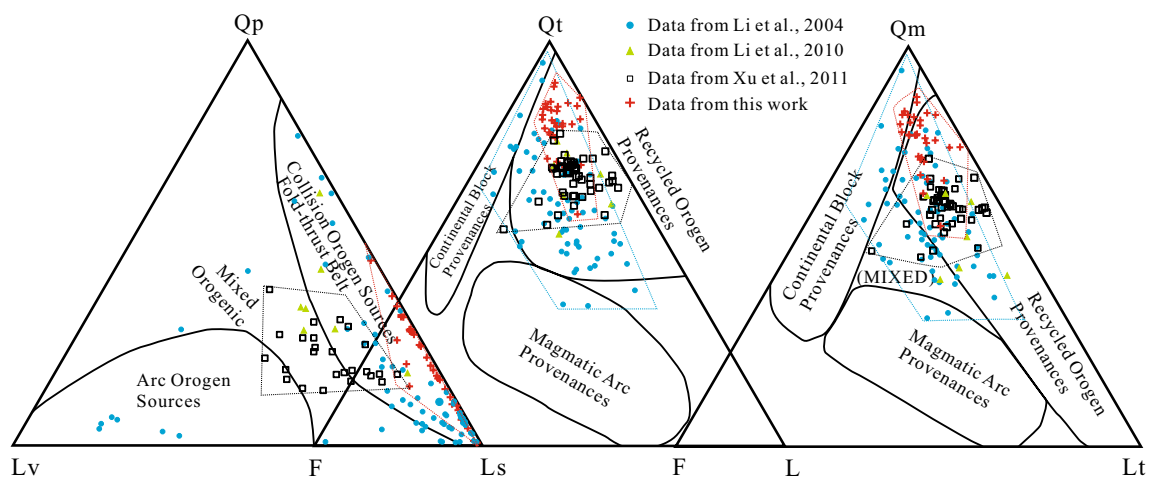 Qp
Qt
Qm
Data from Li et al., 2004
Data from Li et al., 2010
Data from Xu et al., 2011
Data from this work
Collision Orogen Sources
Fold-thrust Belt
Mixed
Orogenic
Arc Orogen
Sources
Continental Block
Provenances
Recycled Orogen
Provenances
Magmatic Arc
Provenances
Continental Block
Provenances
(MIXED)
Magmatic Arc
Provenances
Recycled Orogen
Provenances
Lv
F
Ls
F
L
Lt